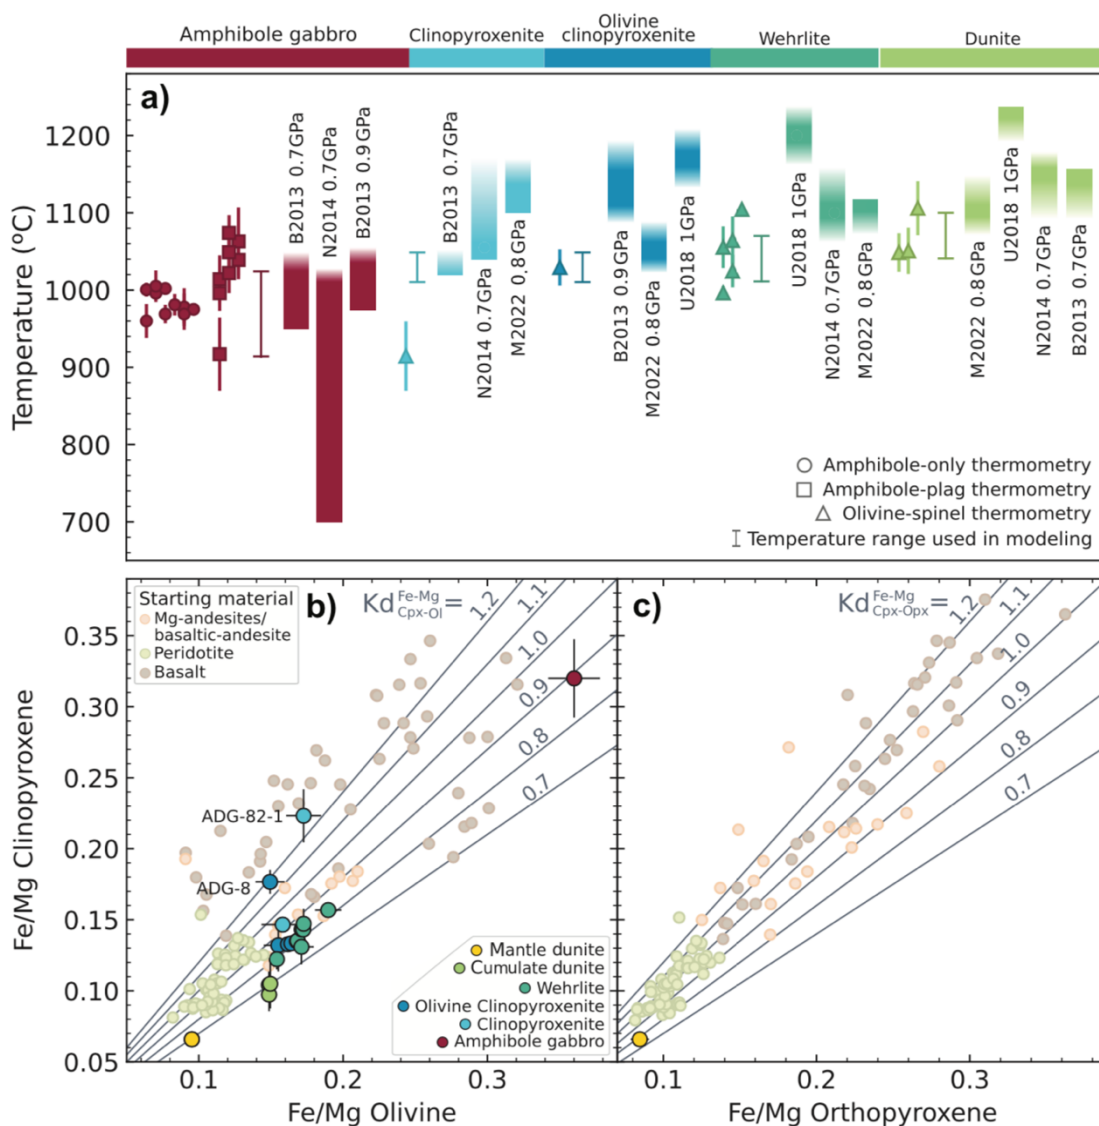 Amphibole gabbro
Clinopyroxenite
Olivine
clinopyroxenite
Wehrlite
Dunite
a)
Temperature (ºC)
1200
1100
1000
900
800
700
B2013 0.7GPa
N2014 0.7GPa
B2013 0.9GPa
B2013 0.7GPa
N2014 0.7GPa
M2022 0.8GPa
B2013 0.9GPa
M2022 0.8GPa
U2018 1GPa
U2018 1GPa
N2014 0.7GPa
M2022 0.8GPa
M2022 0.8GPa
U2018 1GPa
N2014 0.7GPa
B2013 0.7GPa
Amphibole-only thermometry
Amphibole-plag thermometry
Olivine-spinel thermometry
Temperature range used in modeling
Starting material
Mg-andesites/
basaltic-andesite
Peridotite
Basalt
b)
Kd Fe-Mg Cpx-Ol =
1.2
1.1
1.0
0.9
0.8
0.7
ADG-82-1
ADG-8
Mantle dunite
Cumulate dunite
Wehrlite
Olivine Clinopyroxenite
Clinopyroxenite
Amphibole gabbro
Fe/Mg Clinopyroxene
0.35
0.30
0.25
0.20
0.15
0.10
0.05
0.1
0.2
0.3
Fe/Mg Olivine
c)
Kd Fe-Mg Cpx-Opx =
1.2
1.1
1.0
0.9
0.8
0.7
0.1
0.2
0.3
Fe/Mg Orthopyroxene